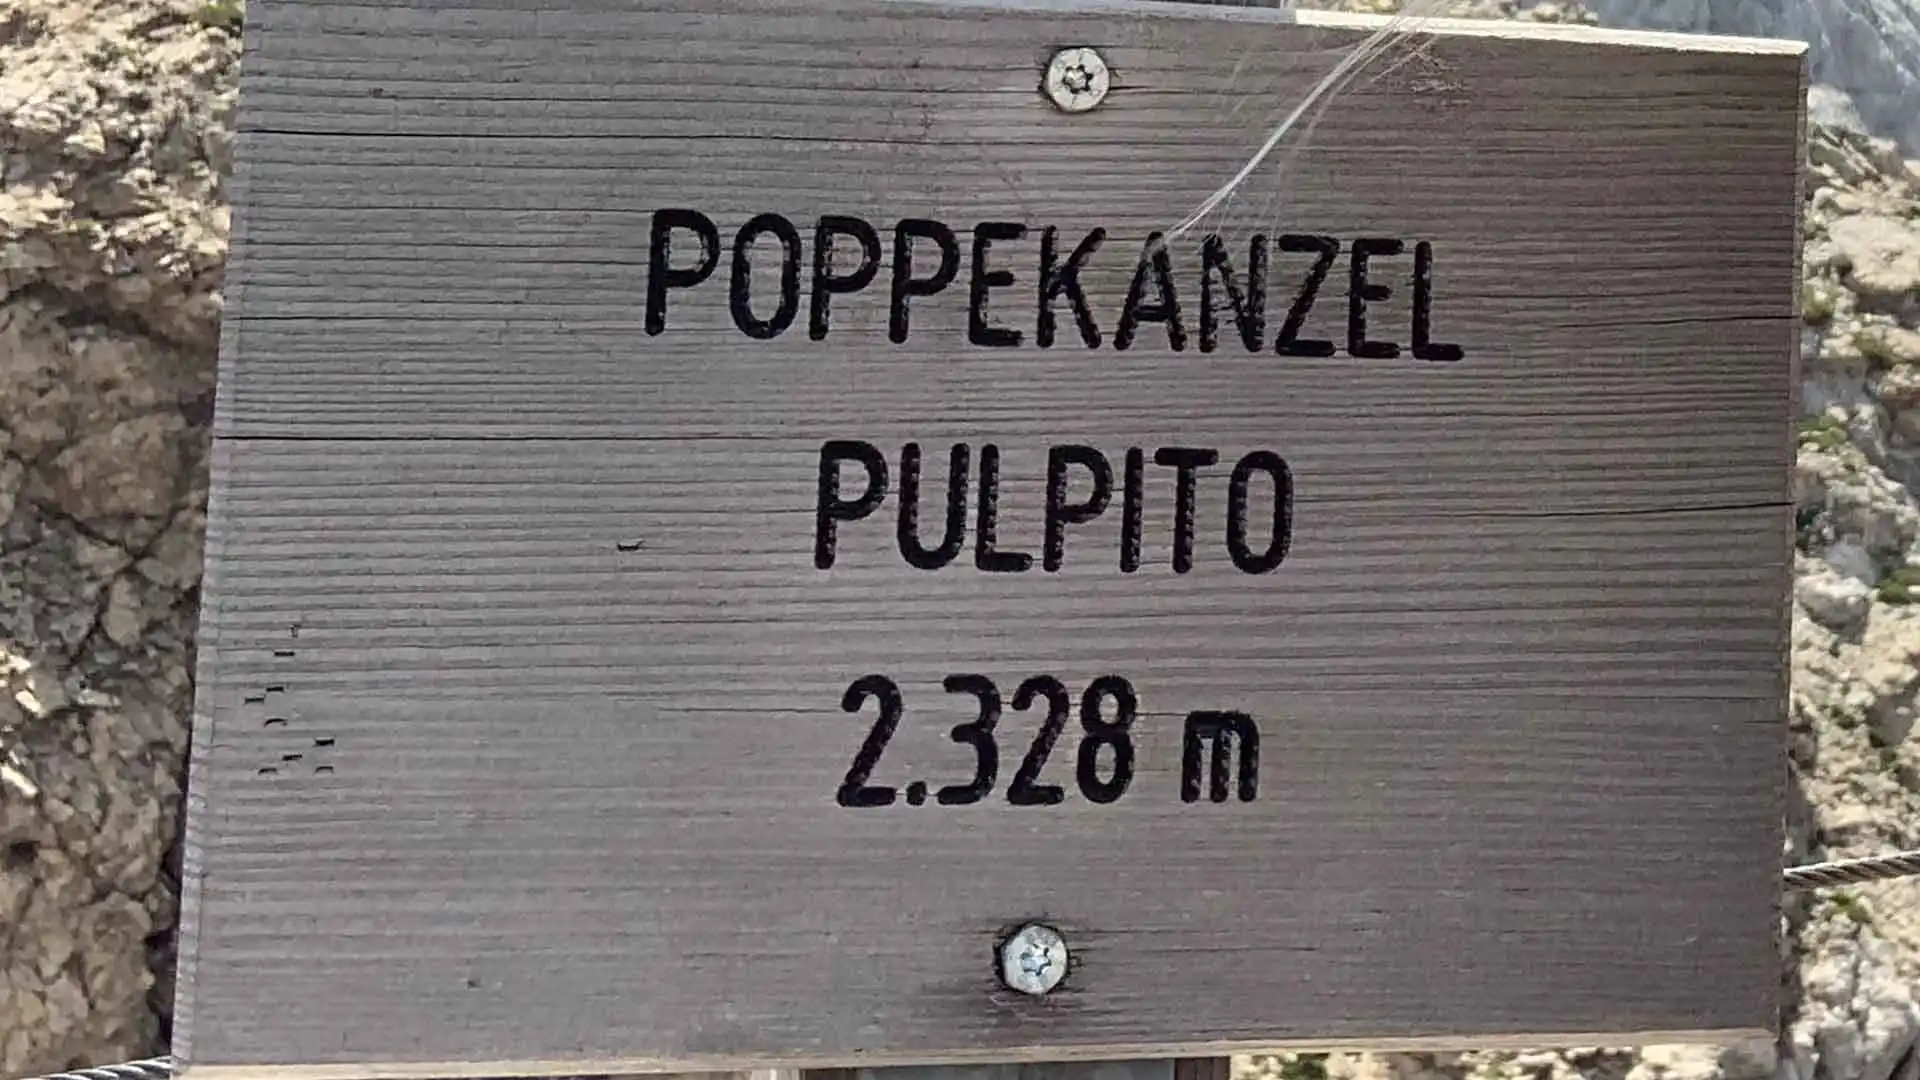 POPPEKANZEL
PULPITO
2.328 m